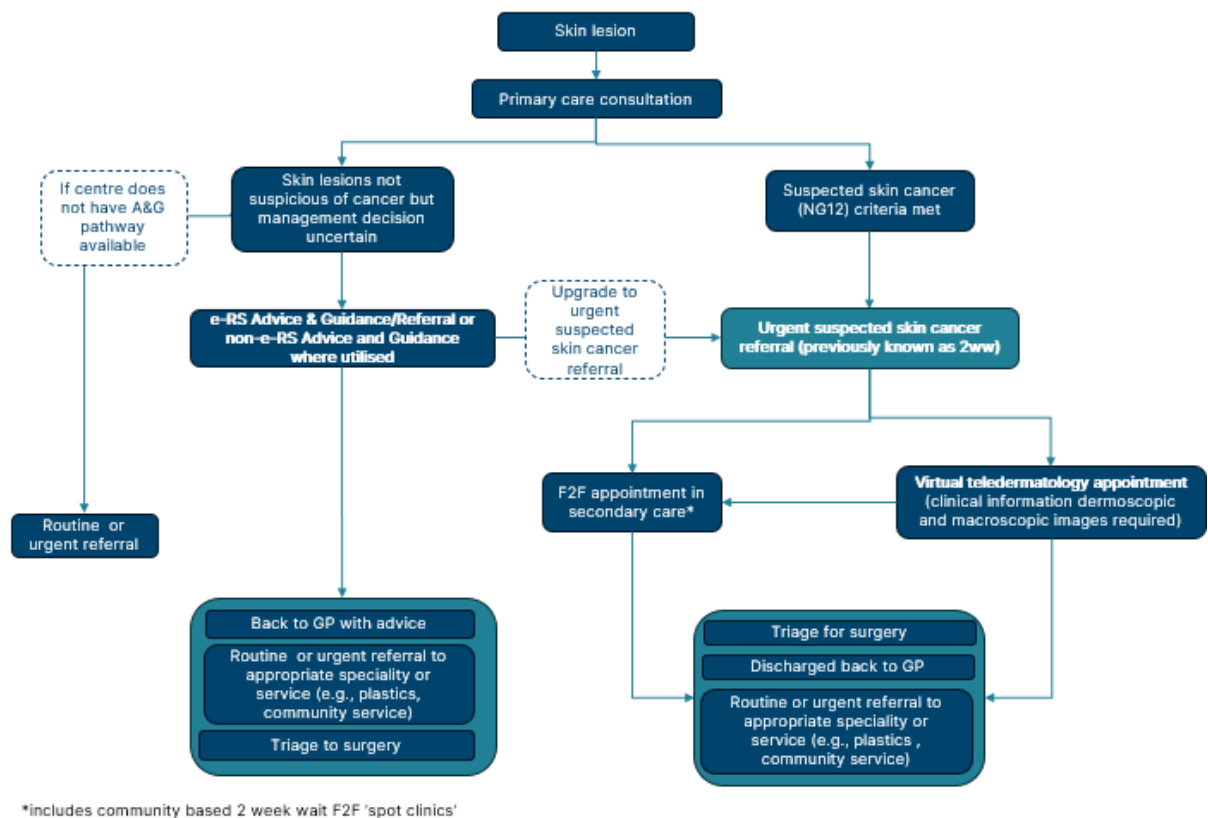 Skin lesion
Primary care consultation
If centre does
not have A&G
pathway
available
Skin lesions not
suspicious of cancer but
management decision
uncertain
Suspected skin cancer
(NG12) criteria met
e-RS Advice & Guidance/Referral or
non-e-RS Advice and Guidance
where utilised
Upgrade to
urgent
suspected
skin cancer
referral
Urgent suspected skin cancer
referral (previously known as 2ww)
Routine or
urgent referral
F2F appointment in
secondary care*
Virtual teledermatology appointment
(clinical information dermoscopic
and macroscopic images required)
Back to GP with advice
Routine or urgent referral to
appropriate speciality or
service (e.g., plastics,
community service)
Triage to surgery
Triage for surgery
Discharged back to GP
Routine or urgent referral to
appropriate speciality or
service (e.g., plastics ,
community service)
*includes community based 2 week wait F2F 'spot clinics'